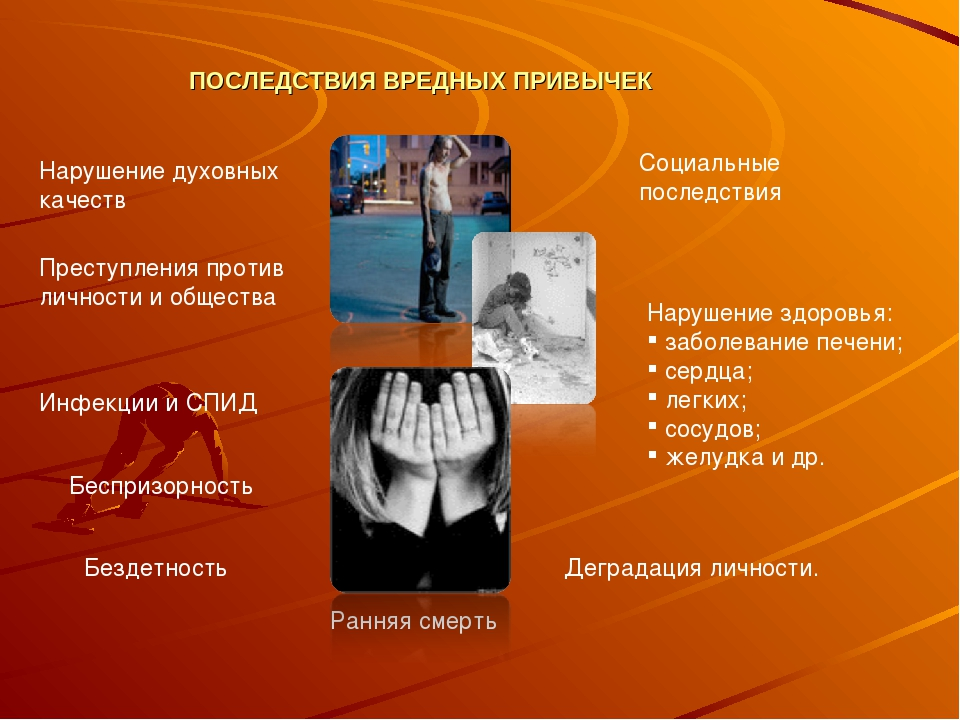 ПОСЛЕДСТВИЯ ВРЕДНЫХ ПРИВЫЧЕК
Нарушение духовных
качеств
Преступления против
личности и общества
Инфекции и СПИД
Беспризорность
Бездетность
Ранняя смерть
Социальные
последствия
Нарушение здоровья:
▪ заболевание печени;
▪ сердца;
▪ легких;
▪ сосудов;
▪ желудка и др.
Деградация личности.